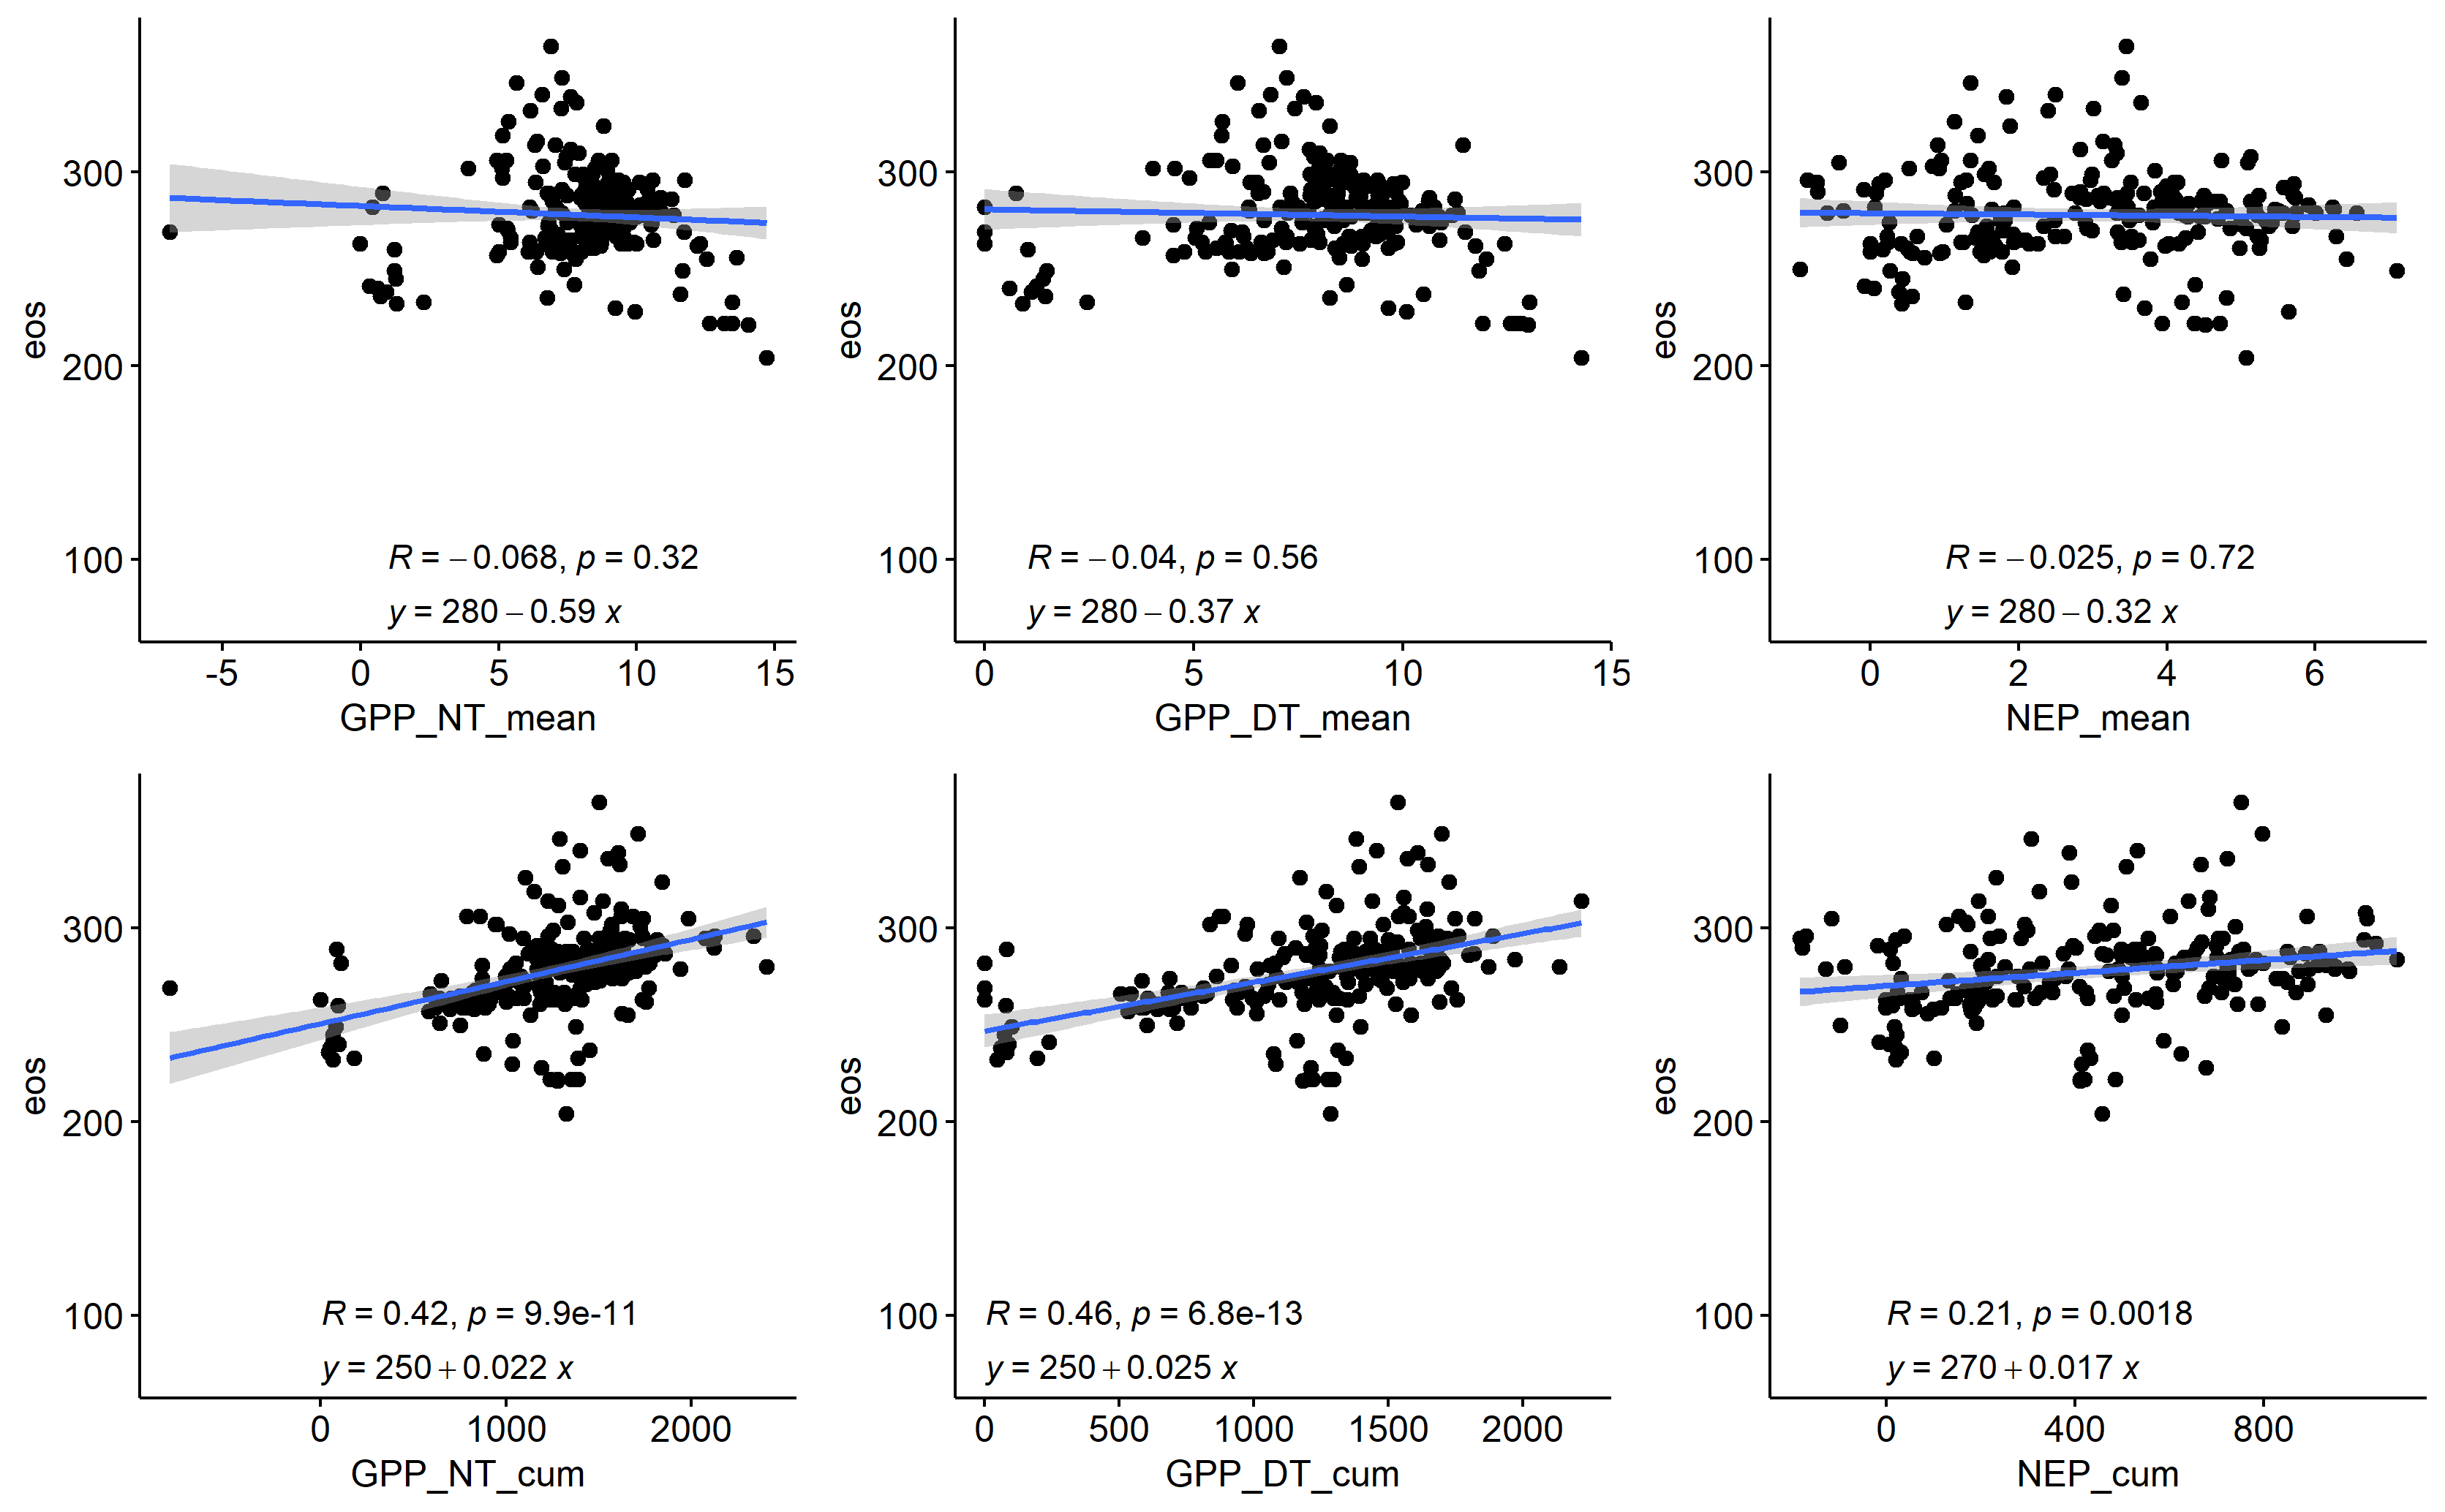 eos
300
200
100
R = −0.068, p = 0.32
y = 280 − 0.59 x
-5 0 5 10 15
GPP_NT_mean
eos
300
200
100
R = −0.04, p = 0.56
y = 280 − 0.37 x
0 5 10 15
GPP_DT_mean
eos
300
200
100
R = −0.025, p = 0.72
y = 280 − 0.32 x
0 2 4 6
NEP_mean
eos
300
200
100
R = 0.42, p = 9.9e-11
y = 250 + 0.022 x
0 1000 2000
GPP_NT_cum
eos
300
200
100
R = 0.46, p = 6.8e-13
y = 250 + 0.025 x
0 500 1000 1500 2000
GPP_DT_cum
eos
300
200
100
R = 0.21, p = 0.0018
y = 270 + 0.017 x
0 400 800
NEP_cum